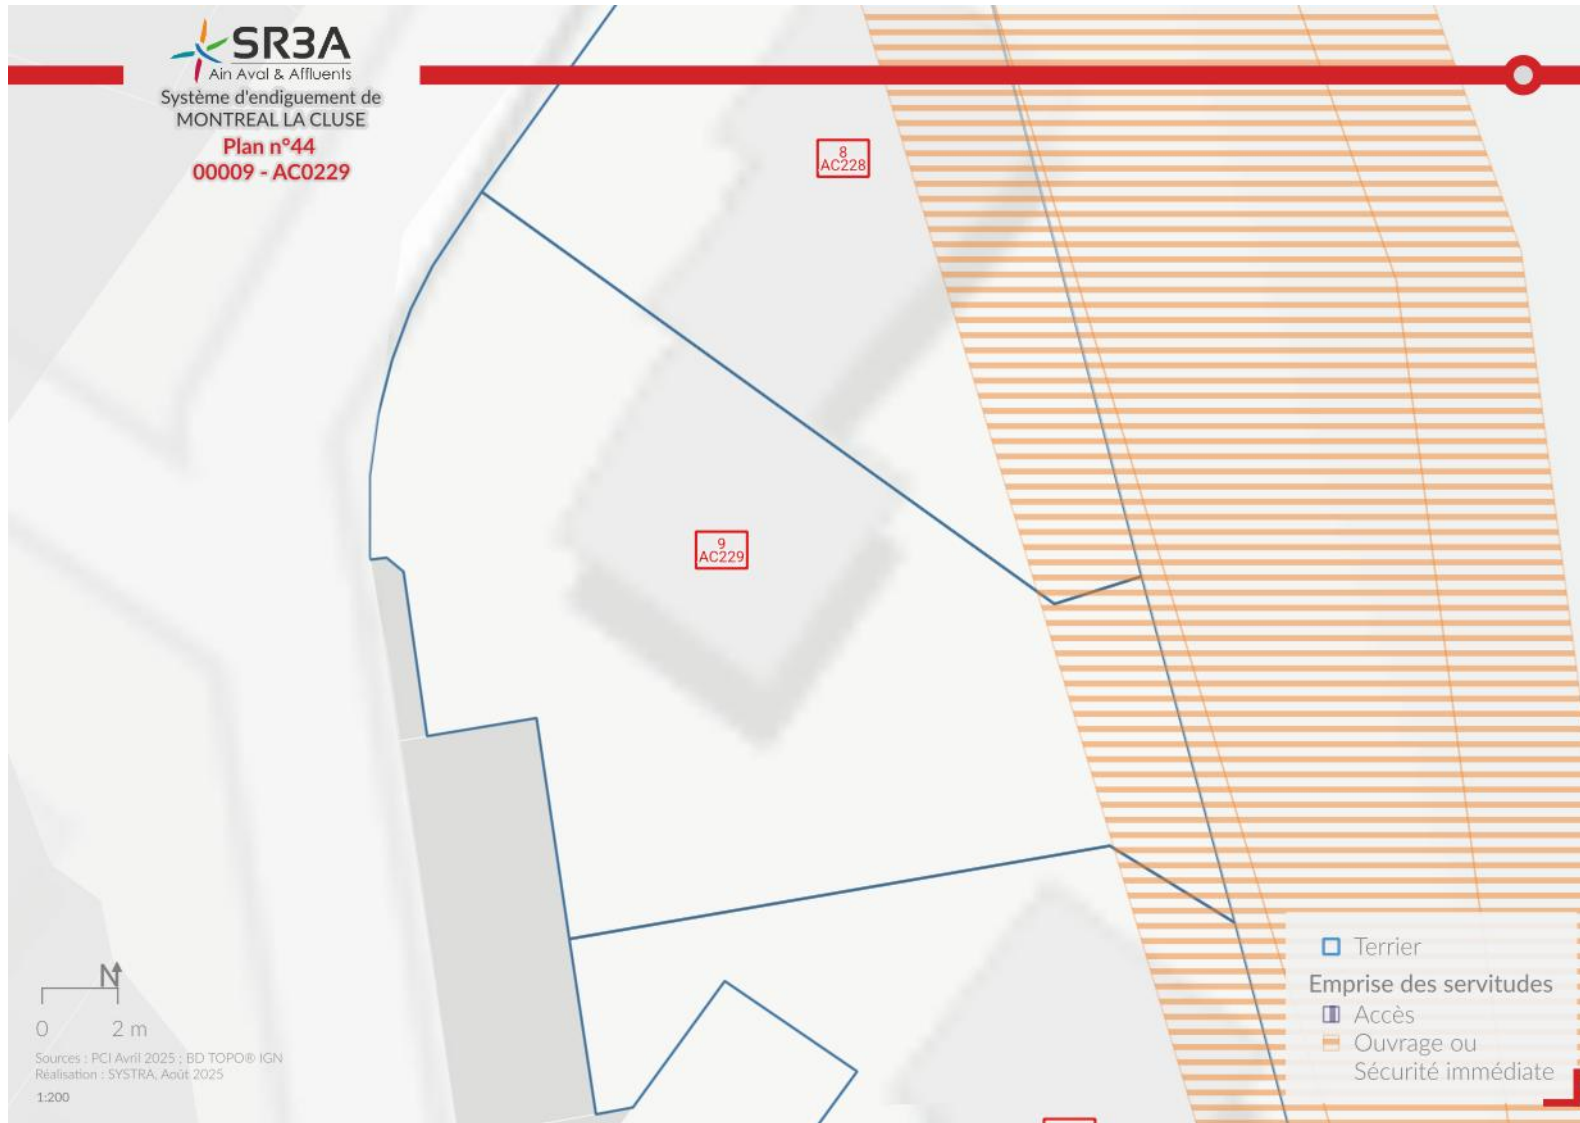 SR3A
Ain Aval & Affluents
Système d'endiguement de
MONTREAL LA CLUSE
Plan n°44
00009 - AC0229
8
AC228
9
AC229
N
0 2 m
Sources : PCI Avril 2025 ; BD TOPO® IGN
Réalisation : SYSTRA, Août 2025
1:200
Terrier
Emprise des servitudes
Accès
Ouvrage ou
Sécurité immédiate